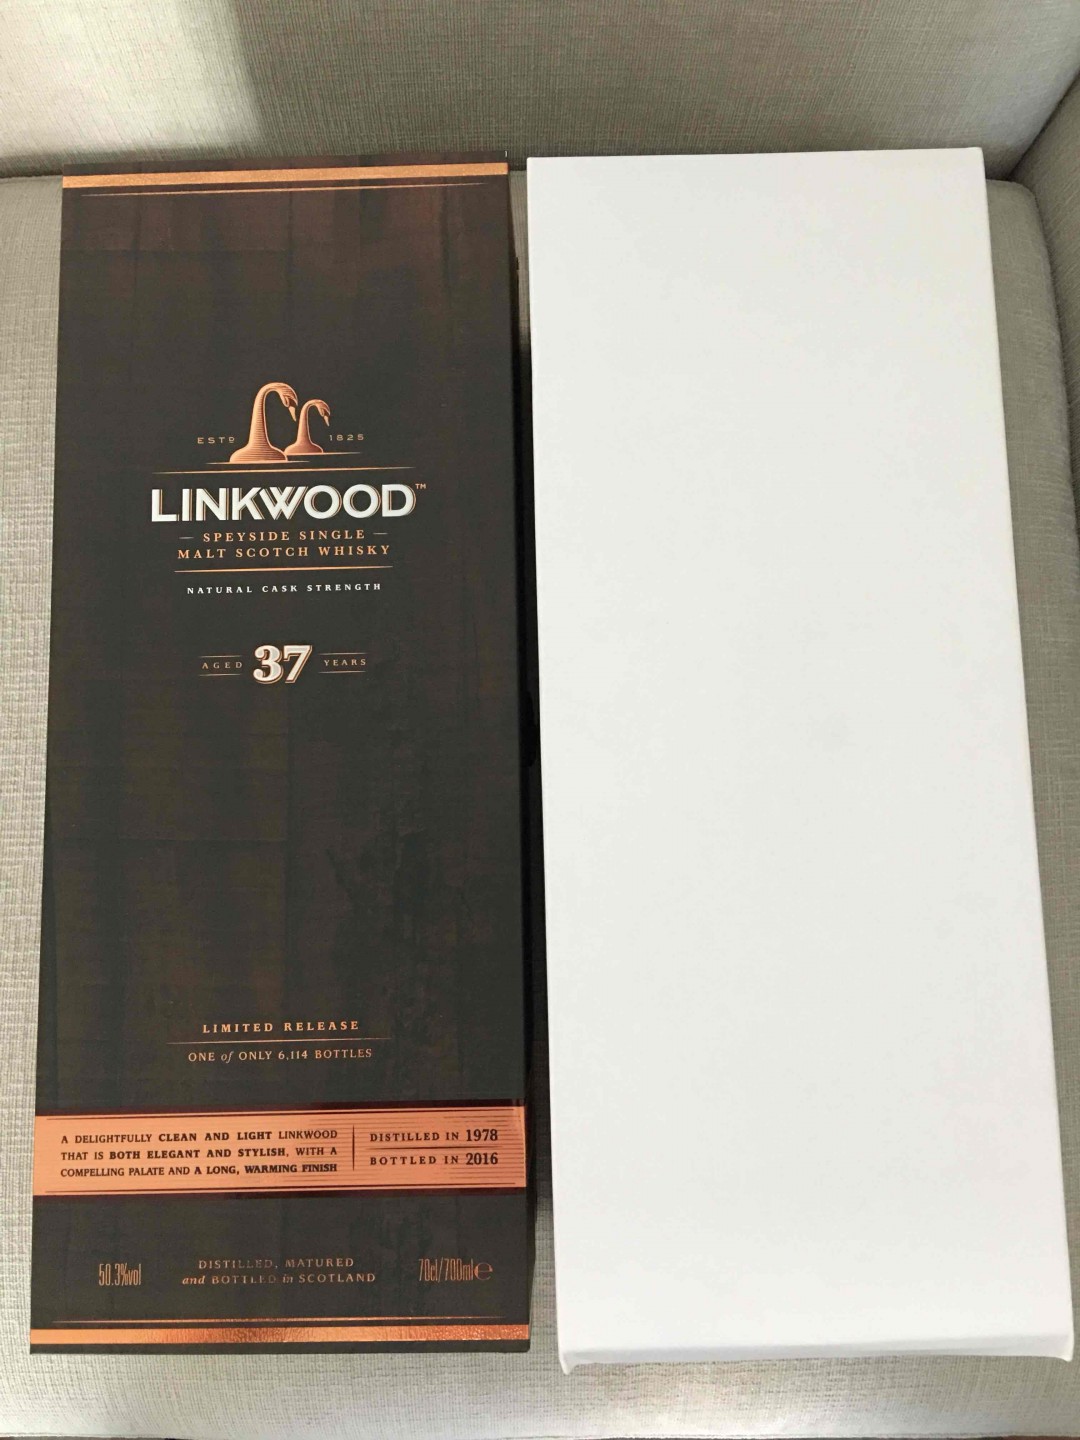 ESTD 1825
LINKWOOD™
— SPEYSIDE SINGLE —
MALT SCOTCH WHISKY
NATURAL CASK STRENGTH
AGED 37 YEARS
LIMITED RELEASE
ONE of ONLY 6,114 BOTTLES
A DELIGHTFULLY CLEAN AND LIGHT LINKWOOD
THAT IS BOTH ELEGANT AND STYLISH, WITH A
COMPELLING PALATE AND A LONG, WARMING FINISH
DISTILLED IN 1978
BOTTLED IN 2016
50.3%vol
DISTILLED, MATURED
and BOTTLED in SCOTLAND
70cl/700ml℮